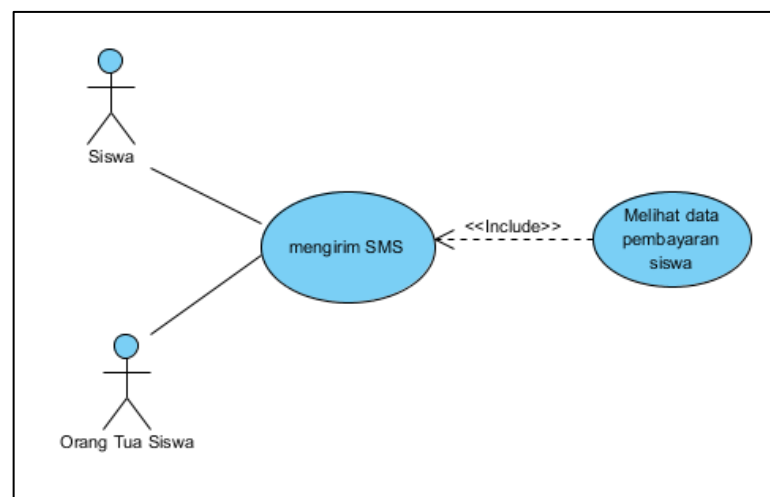 Siswa
mengirim SMS
<<Include>>
Melihat data
pembayaran
siswa
Orang Tua Siswa